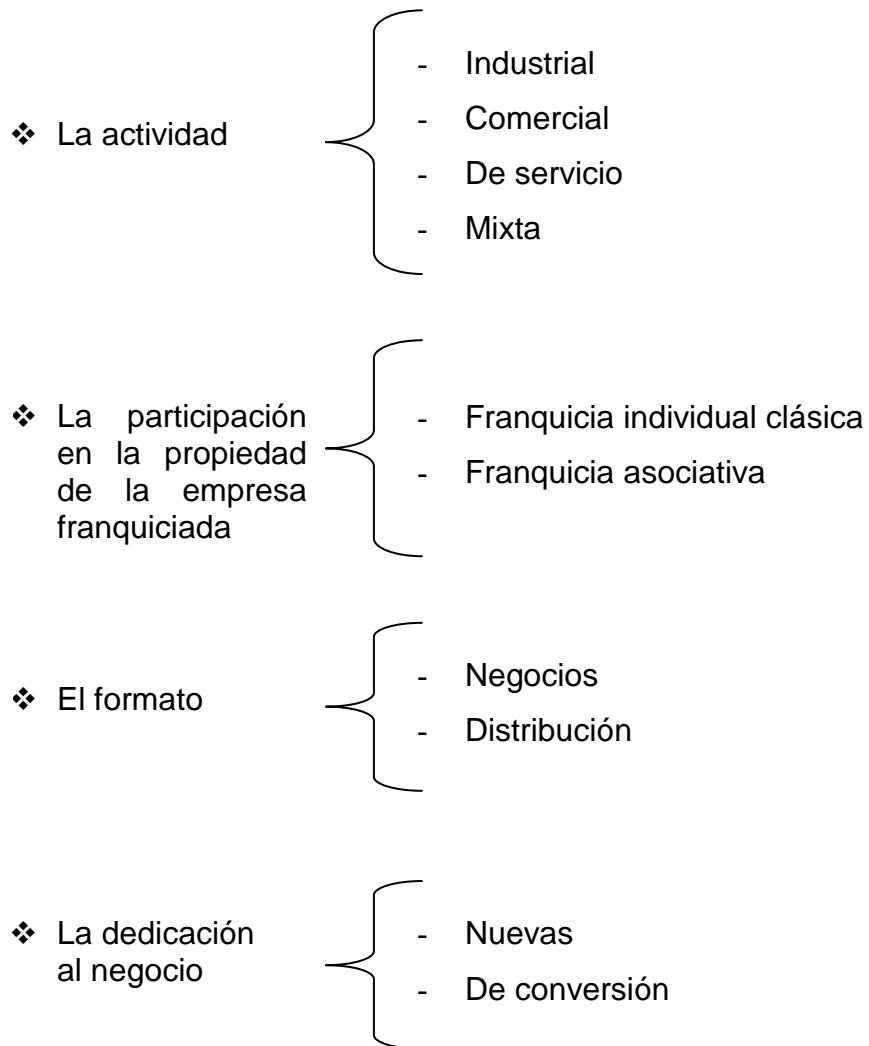 ❖ La actividad
- Industrial
- Comercial
- De servicio
- Mixta
❖ La participación
en la propiedad
de la empresa
franquiciada
- Franquicia individual clásica
- Franquicia asociativa
❖ El formato
- Negocios
- Distribución
❖ La dedicación
al negocio
- Nuevas
- De conversión